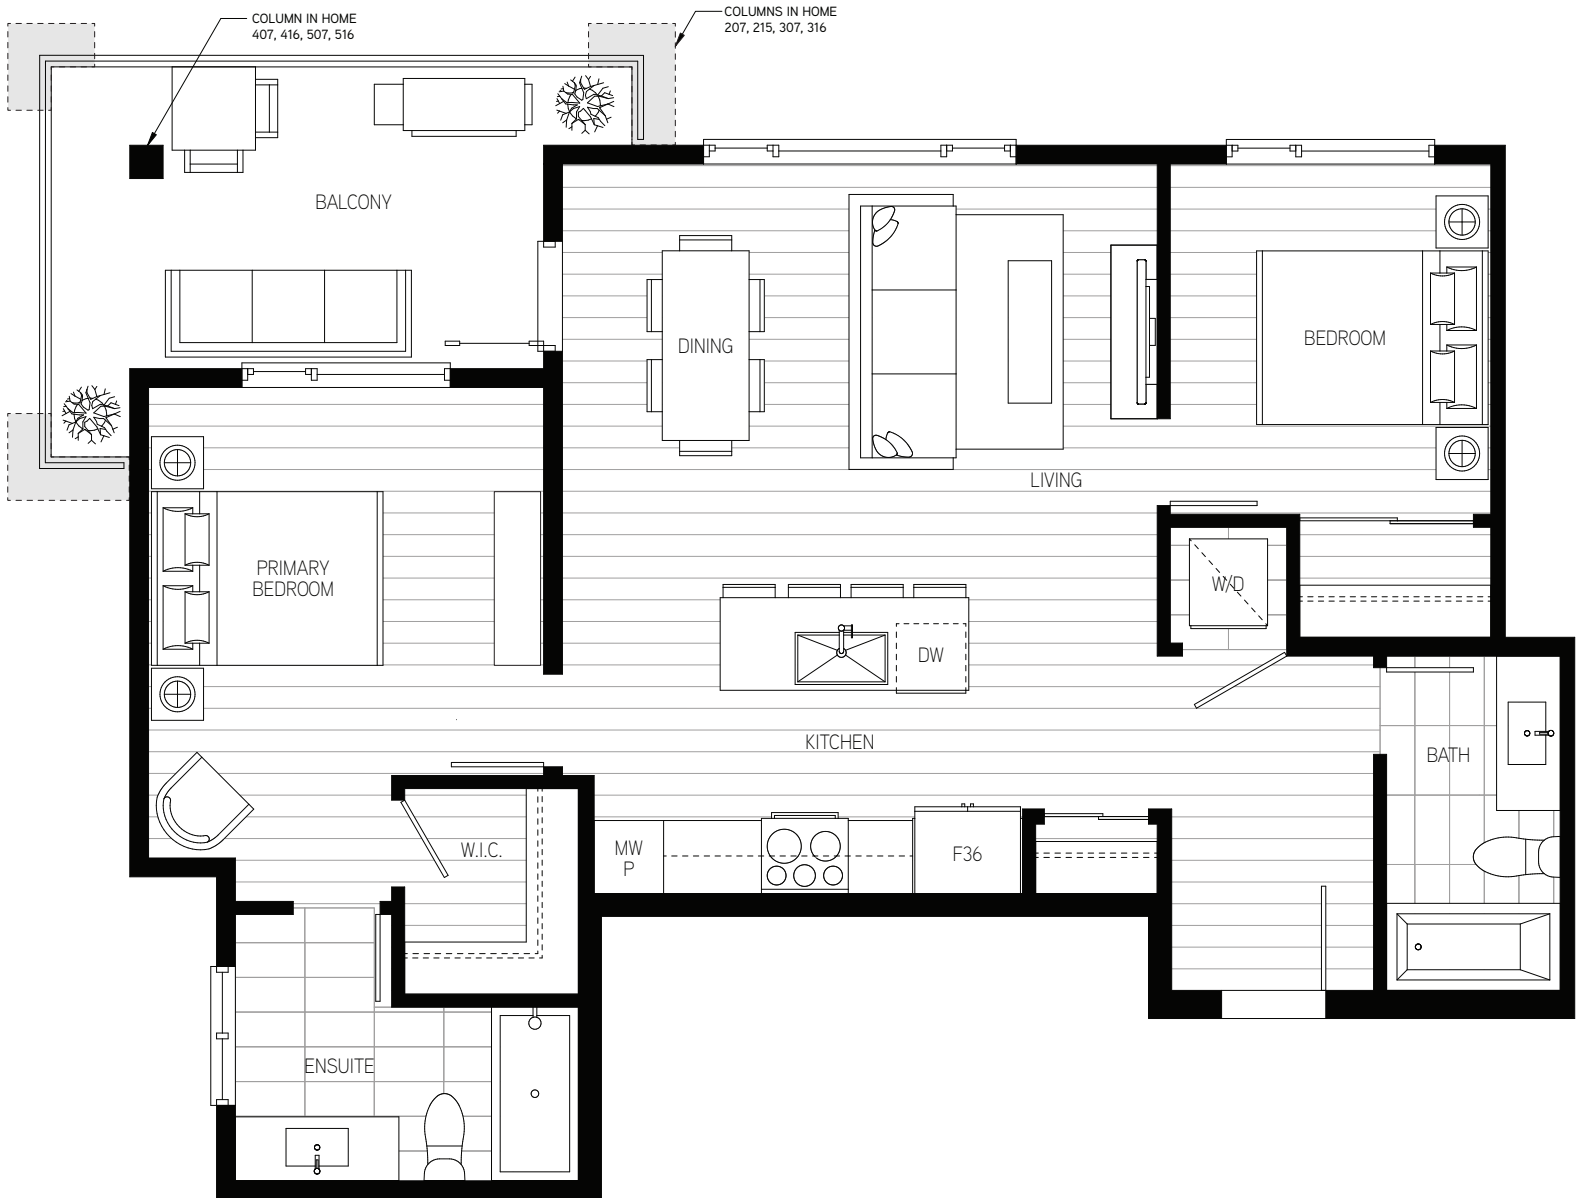 COLUMN IN HOME
407, 416, 507, 516
COLUMNS IN HOME
207, 215, 307, 316
BALCONY
DINING
BEDROOM
LIVING
PRIMARY
BEDROOM
W/D
DW
KITCHEN
BATH
W.I.C.
MW
P
F36
ENSUITE